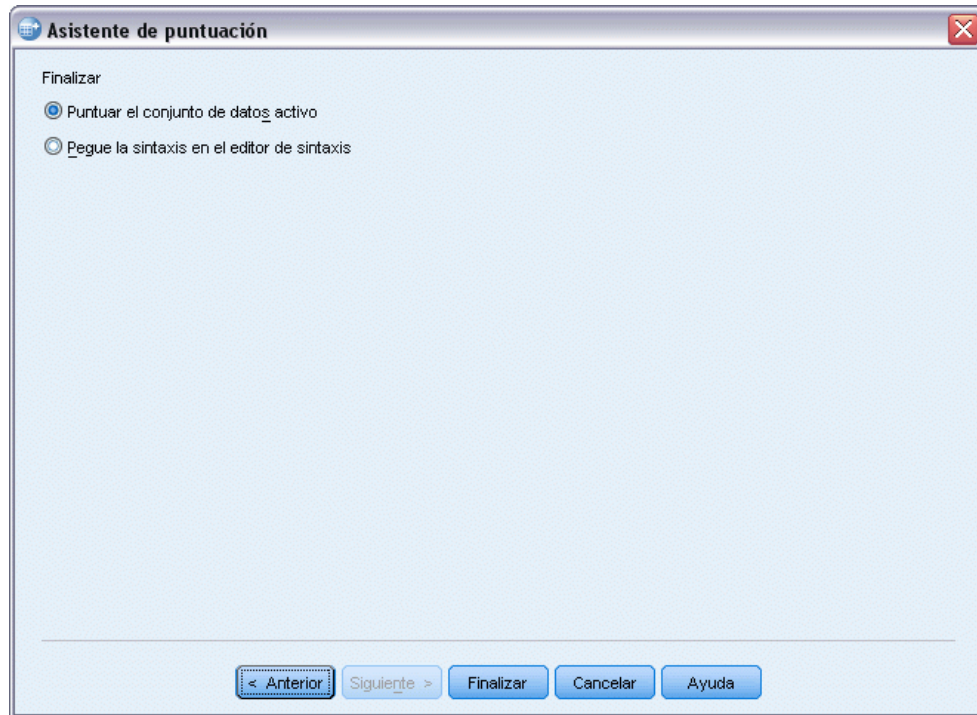 Asistente de puntuación
Finalizar
Puntuar el conjunto de datos activo
Pegue la sintaxis en el editor de sintaxis
< Anterior Siguiente > Finalizar Cancelar Ayuda